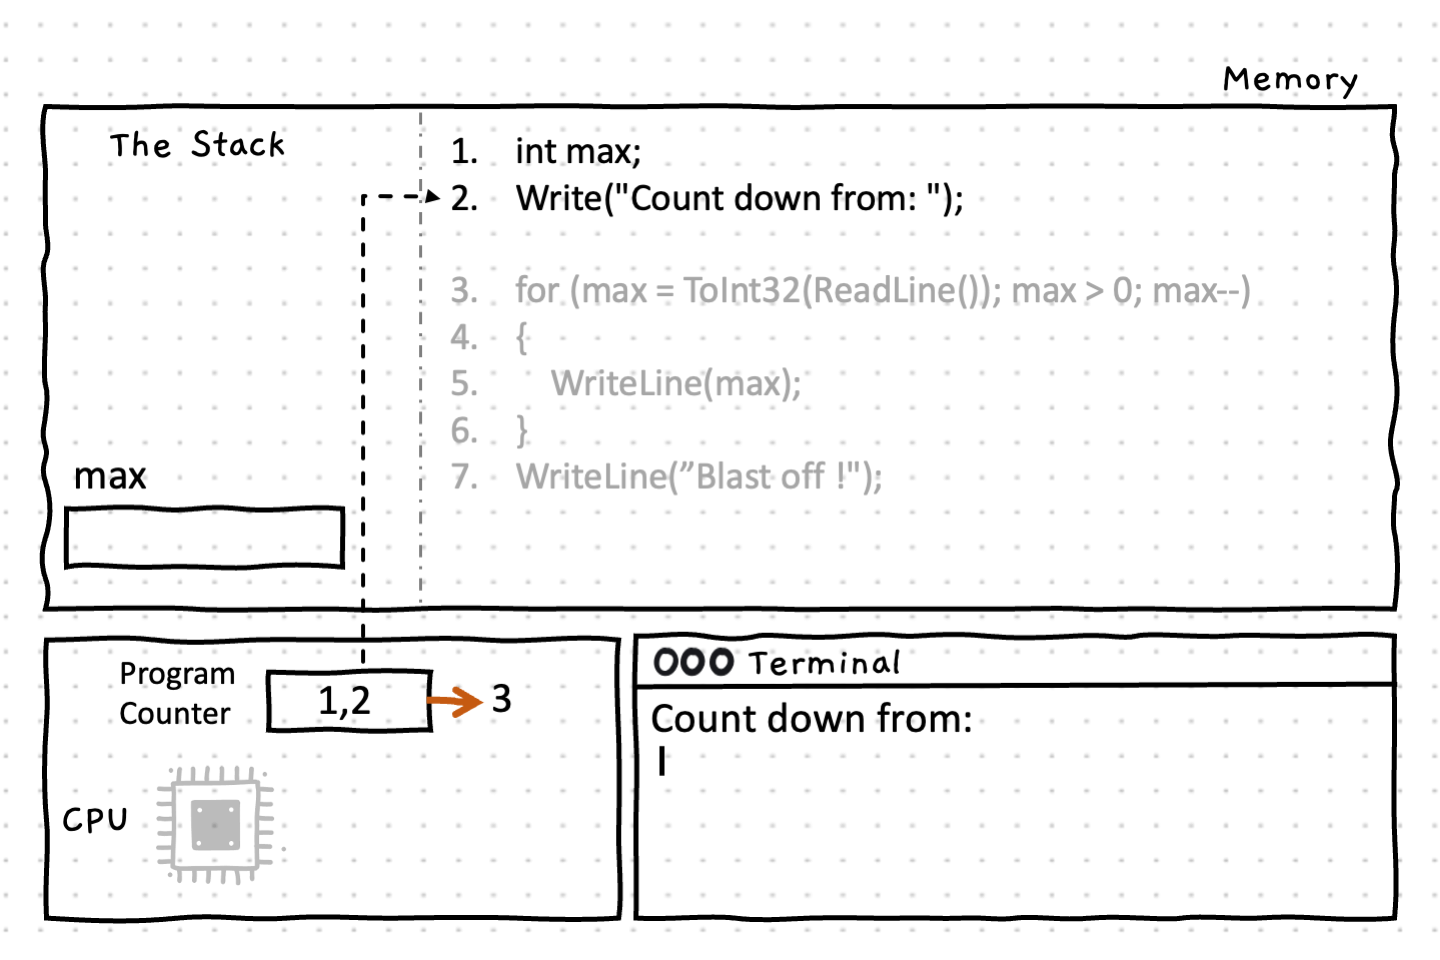 Memory
The Stack
1. int max;
2. Write("Count down from: ");
3. for (max = ToInt32(ReadLine()); max > 0; max--)
4. {
5. WriteLine(max);
6. }
7. WriteLine(”Blast off !");
max
Program
Counter
1,2
3
CPU
Terminal
Count down from: